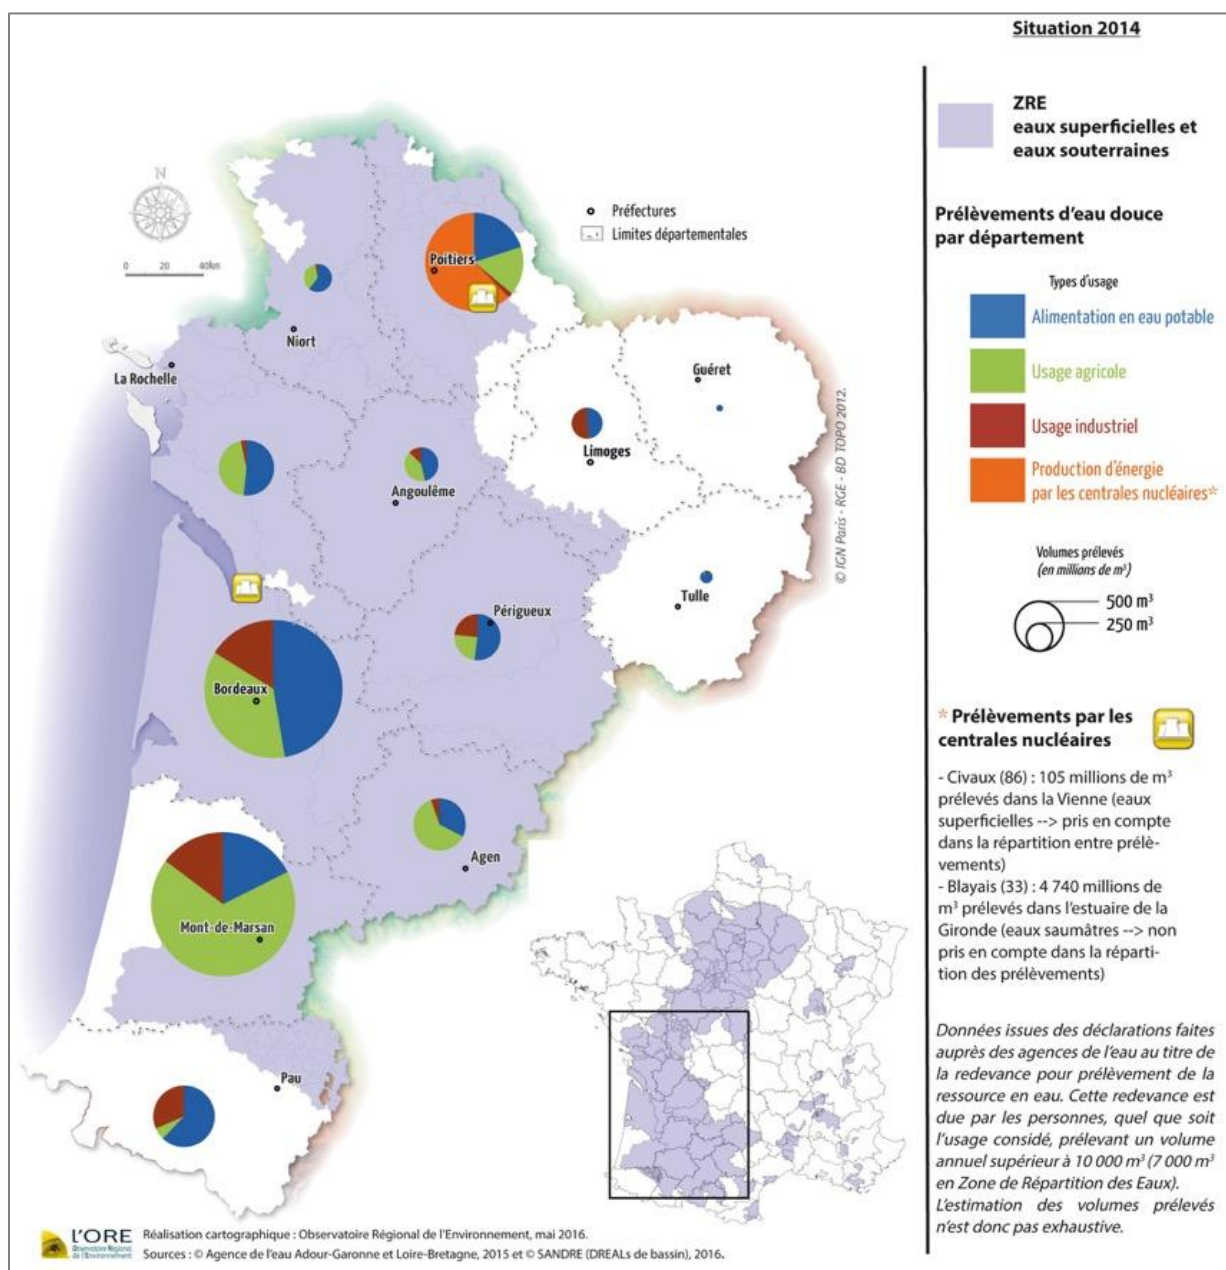 Situation 2014
ZRE
eaux superficielles et
eaux souterraines
Prélèvements d'eau douce
par département
Types d'usage
Alimentation en eau potable
Usage agricole
Usage industriel
Production d'énergie
par les centrales nucléaires*
Volumes prélevés
(en millions de m³)
500 m³
250 m³
* Prélèvements par les
centrales nucléaires
- Civaux (86) : 105 millions de m³
prélevés dans la Vienne (eaux
superficielles --> pris en compte
dans la répartition entre prélè-
vements)
- Blayais (33) : 4 740 millions de
m³ prélevés dans l'estuaire de la
Gironde (eaux saumâtres --> non
pris en compte dans la réparti-
tion des prélèvements)
Données issues des déclarations faites
auprès des agences de l'eau au titre de
la redevance pour prélèvement de la
ressource en eau. Cette redevance est
due par les personnes, quel que soit
l'usage considé, prélevant un volume
annuel supérieur à 10 000 m³ (7 000 m³
en Zone de Répartition des Eaux).
L'estimation des volumes prélevés
n'est donc pas exhaustive.
N
0 20 40km
Préfectures
Limites départementales
Poitiers
Niort
La Rochelle
Guéret
Limoges
Angoulême
Tulle
Périgueux
Bordeaux
Agen
Mont-de-Marsan
Pau
© IGN Paris - RGE - BD TOPO 2012.
L'ORE
Observatoire Régional
de l'Environnement
Réalisation cartographique : Observatoire Régional de l'Environnement, mai 2016.
Sources : © Agence de l'eau Adour-Garonne et Loire-Bretagne, 2015 et © SANDRE (DREALs de bassin), 2016.